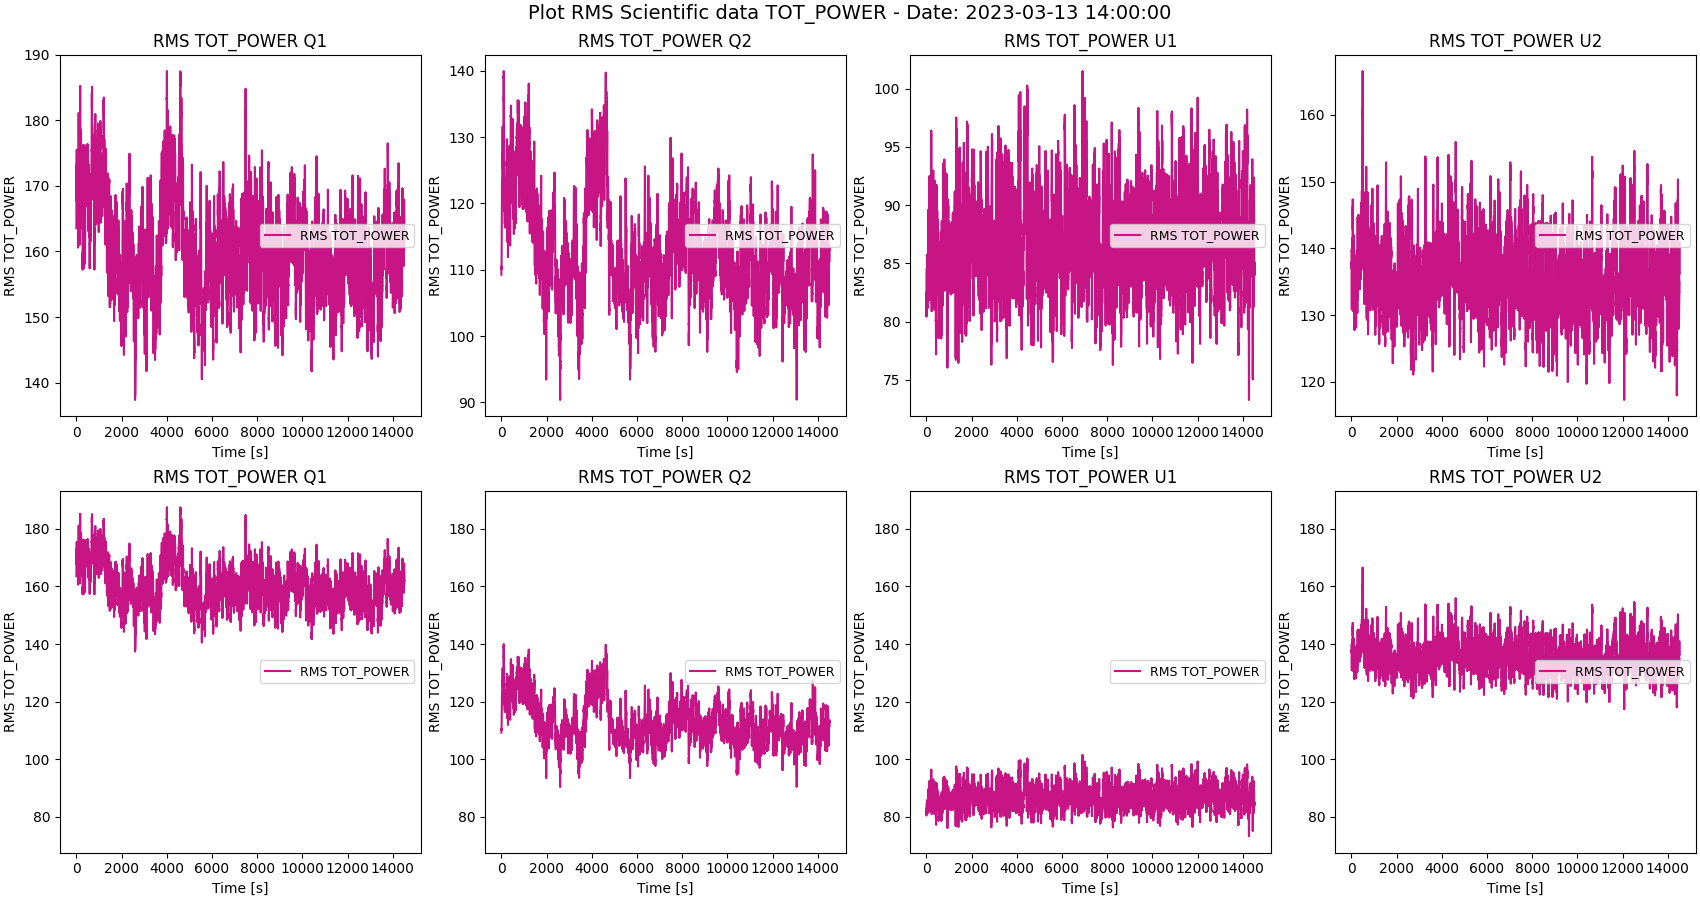 Plot RMS Scientific data TOT_POWER - Date: 2023-03-13 14:00:00
RMS TOT_POWER Q1
RMS TOT_POWER
190
180
170
160
150
140
RMS TOT_POWER
0 2000 4000 6000 8000 10000 12000 14000
Time [s]
RMS TOT_POWER Q2
RMS TOT_POWER
140
130
120
110
100
90
RMS TOT_POWER
0 2000 4000 6000 8000 10000 12000 14000
Time [s]
RMS TOT_POWER U1
RMS TOT_POWER
100
95
90
85
80
75
RMS TOT_POWER
0 2000 4000 6000 8000 10000 12000 14000
Time [s]
RMS TOT_POWER U2
RMS TOT_POWER
160
150
140
130
120
RMS TOT_POWER
0 2000 4000 6000 8000 10000 12000 14000
Time [s]
RMS TOT_POWER Q1
RMS TOT_POWER
180
160
140
120
100
80
RMS TOT_POWER
0 2000 4000 6000 8000 10000 12000 14000
Time [s]
RMS TOT_POWER Q2
RMS TOT_POWER
180
160
140
120
100
80
RMS TOT_POWER
0 2000 4000 6000 8000 10000 12000 14000
Time [s]
RMS TOT_POWER U1
RMS TOT_POWER
180
160
140
120
100
80
RMS TOT_POWER
0 2000 4000 6000 8000 10000 12000 14000
Time [s]
RMS TOT_POWER U2
RMS TOT_POWER
180
160
140
120
100
80
RMS TOT_POWER
0 2000 4000 6000 8000 10000 12000 14000
Time [s]